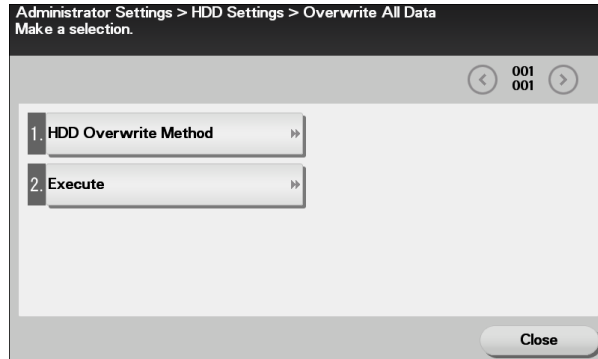 Administrator Settings > HDD Settings > Overwrite All Data
Make a selection.
001
001
1. HDD Overwrite Method
2. Execute
Close